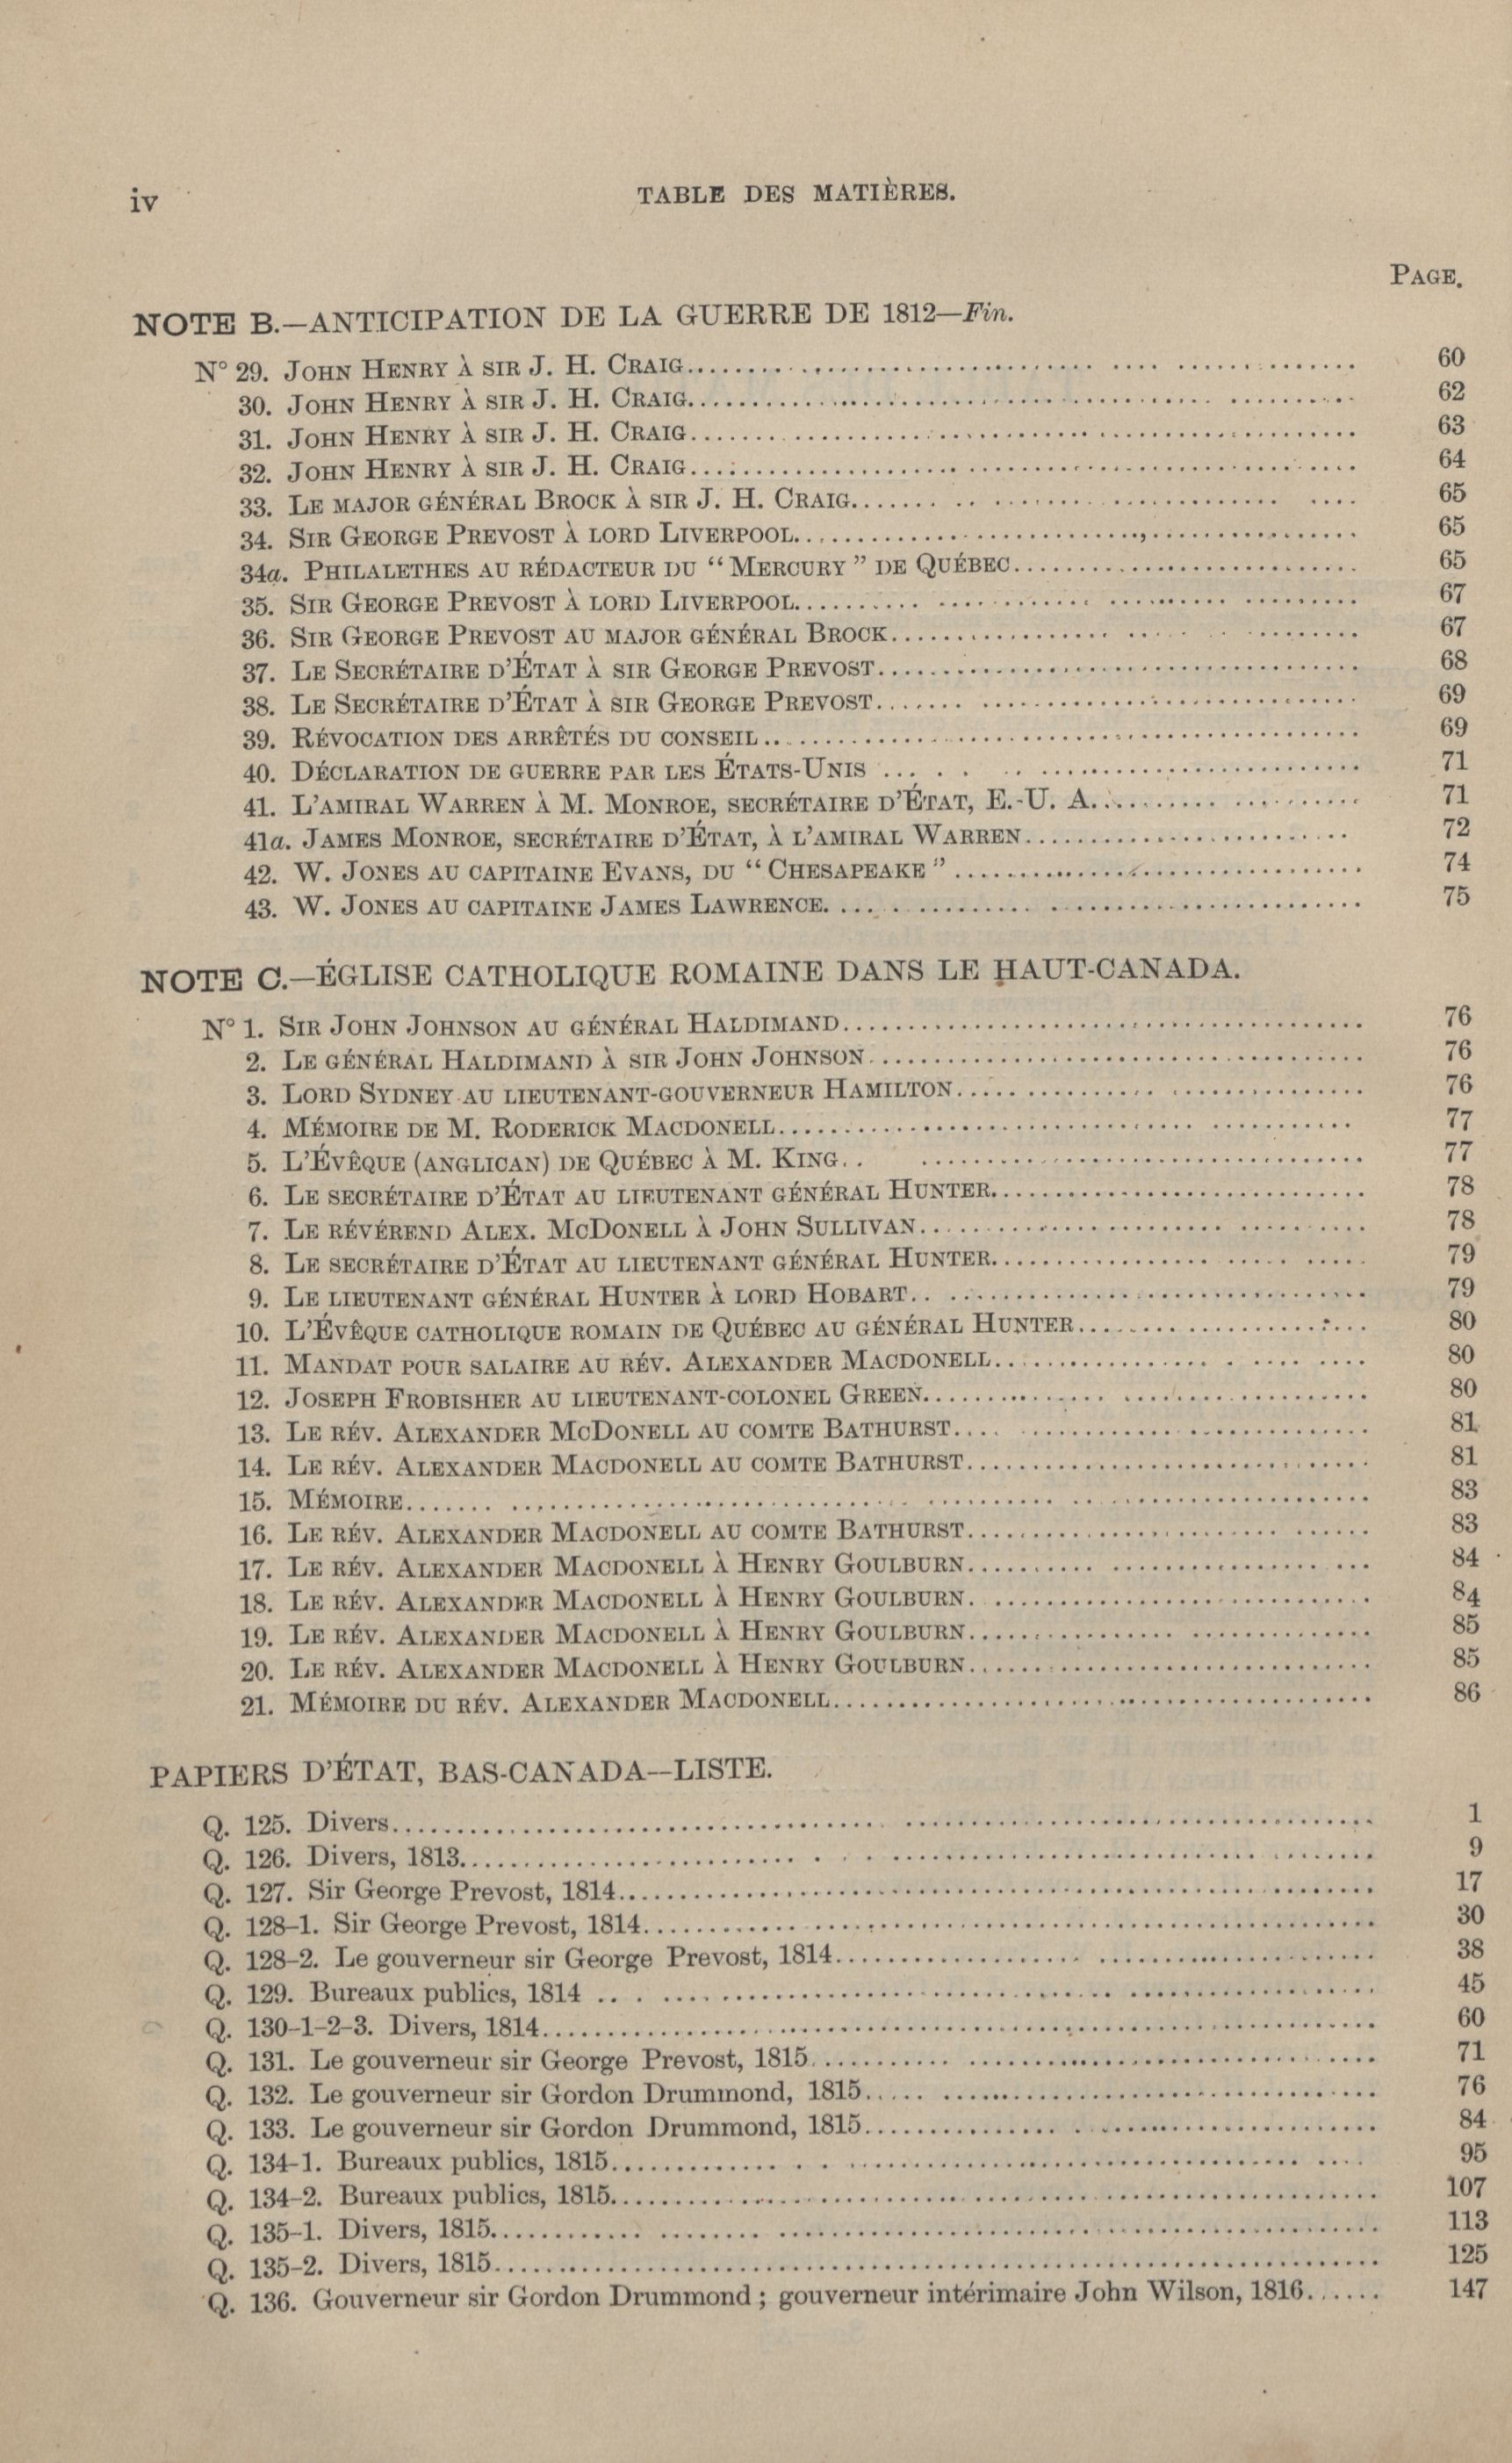 iv
TABLE DES MATIÈRES.
PAGE.
NOTE B.—ANTICIPATION DE LA GUERRE DE 1812—Fin.
N° 29. JOHN HENRY À SIR J. H. CRAIG........ 60
30. JOHN HENRY À SIR J. H. CRAIG........ 62
31. JOHN HENRY À SIR J. H. CRAIG........ 63
32. JOHN HENRY À SIR J. H. CRAIG........ 64
33. LE MAJOR GÉNÉRAL BROCK À SIR J. H. CRAIG........ 65
34. SIR GEORGE PREVOST À LORD LIVERPOOL........ 65
34a. PHILALETHES AU RÉDACTEUR DU “MERCURY” DE QUÉBEC........ 65
35. SIR GEORGE PREVOST À LORD LIVERPOOL........ 67
36. SIR GEORGE PREVOST AU MAJOR GÉNÉRAL BROCK........ 67
37. LE SECRÉTAIRE D'ÉTAT À SIR GEORGE PREVOST........ 68
38. LE SECRÉTAIRE D'ÉTAT À SIR GEORGE PREVOST........ 69
39. RÉVOCATION DES ARRÊTÉS DU CONSEIL........ 69
40. DÉCLARATION DE GUERRE PAR LES ÉTATS-UNIS........ 71
41. L'AMIRAL WARREN À M. MONROE, SECRÉTAIRE D'ÉTAT, E.-U. A........ 71
41a. JAMES MONROE, SECRÉTAIRE D'ÉTAT, À L'AMIRAL WARREN........ 72
42. W. JONES AU CAPITAINE EVANS, DU “CHESAPEAKE”........ 74
43. W. JONES AU CAPITAINE JAMES LAWRENCE........ 75
NOTE C.—ÉGLISE CATHOLIQUE ROMAINE DANS LE HAUT-CANADA.
N° 1. SIR JOHN JOHNSON AU GÉNÉRAL HALDIMAND........ 76
2. LE GÉNÉRAL HALDIMAND À SIR JOHN JOHNSON........ 76
3. LORD SYDNEY AU LIEUTENANT-GOUVERNEUR HAMILTON........ 76
4. MÉMOIRE DE M. RODERICK MACDONELL........ 77
5. L'ÉVÊQUE (ANGLICAN) DE QUÉBEC À M. KING........ 77
6. LE SECRÉTAIRE D'ÉTAT AU LIEUTENANT GÉNÉRAL HUNTER........ 78
7. LE RÉVÉREND ALEX. MCDONELL À JOHN SULLIVAN........ 78
8. LE SECRÉTAIRE D'ÉTAT AU LIEUTENANT GÉNÉRAL HUNTER........ 79
9. LE LIEUTENANT GÉNÉRAL HUNTER À LORD HOBART........ 79
10. L'ÉVÊQUE CATHOLIQUE ROMAIN DE QUÉBEC AU GÉNÉRAL HUNTER........ 80
11. MANDAT POUR SALAIRE AU RÉV. ALEXANDER MACDONELL........ 80
12. JOSEPH FROBISHER AU LIEUTENANT-COLONEL GREEN........ 80
13. LE RÉV. ALEXANDER MCDONELL AU COMTE BATHURST........ 81
14. LE RÉV. ALEXANDER MACDONELL AU COMTE BATHURST........ 81
15. MÉMOIRE........ 83
16. LE RÉV. ALEXANDER MACDONELL AU COMTE BATHURST........ 83
17. LE RÉV. ALEXANDER MACDONELL À HENRY GOULBURN........ 84
18. LE RÉV. ALEXANDER MACDONELL À HENRY GOULBURN........ 84
19. LE RÉV. ALEXANDER MACDONELL À HENRY GOULBURN........ 85
20. LE RÉV. ALEXANDER MACDONELL À HENRY GOULBURN........ 85
21. MÉMOIRE DU RÉV. ALEXANDER MACDONELL........ 86
PAPIERS D'ÉTAT, BAS-CANADA—LISTE.
Q. 125. Divers........ 1
Q. 126. Divers, 1813........ 9
Q. 127. Sir George Prevost, 1814........ 17
Q. 128-1. Sir George Prevost, 1814........ 30
Q. 128-2. Le gouverneur sir George Prevost, 1814........ 38
Q. 129. Bureaux publics, 1814........ 45
Q. 130-1-2-3. Divers, 1814........ 60
Q. 131. Le gouverneur sir George Prevost, 1815........ 71
Q. 132. Le gouverneur sir Gordon Drummond, 1815........ 76
Q. 133. Le gouverneur sir Gordon Drummond, 1815........ 84
Q. 134-1. Bureaux publics, 1815........ 95
Q. 134-2. Bureaux publics, 1815........ 107
Q. 135-1. Divers, 1815........ 113
Q. 135-2. Divers, 1815........ 125
Q. 136. Gouverneur sir Gordon Drummond ; gouverneur intérimaire John Wilson, 1816...... 147